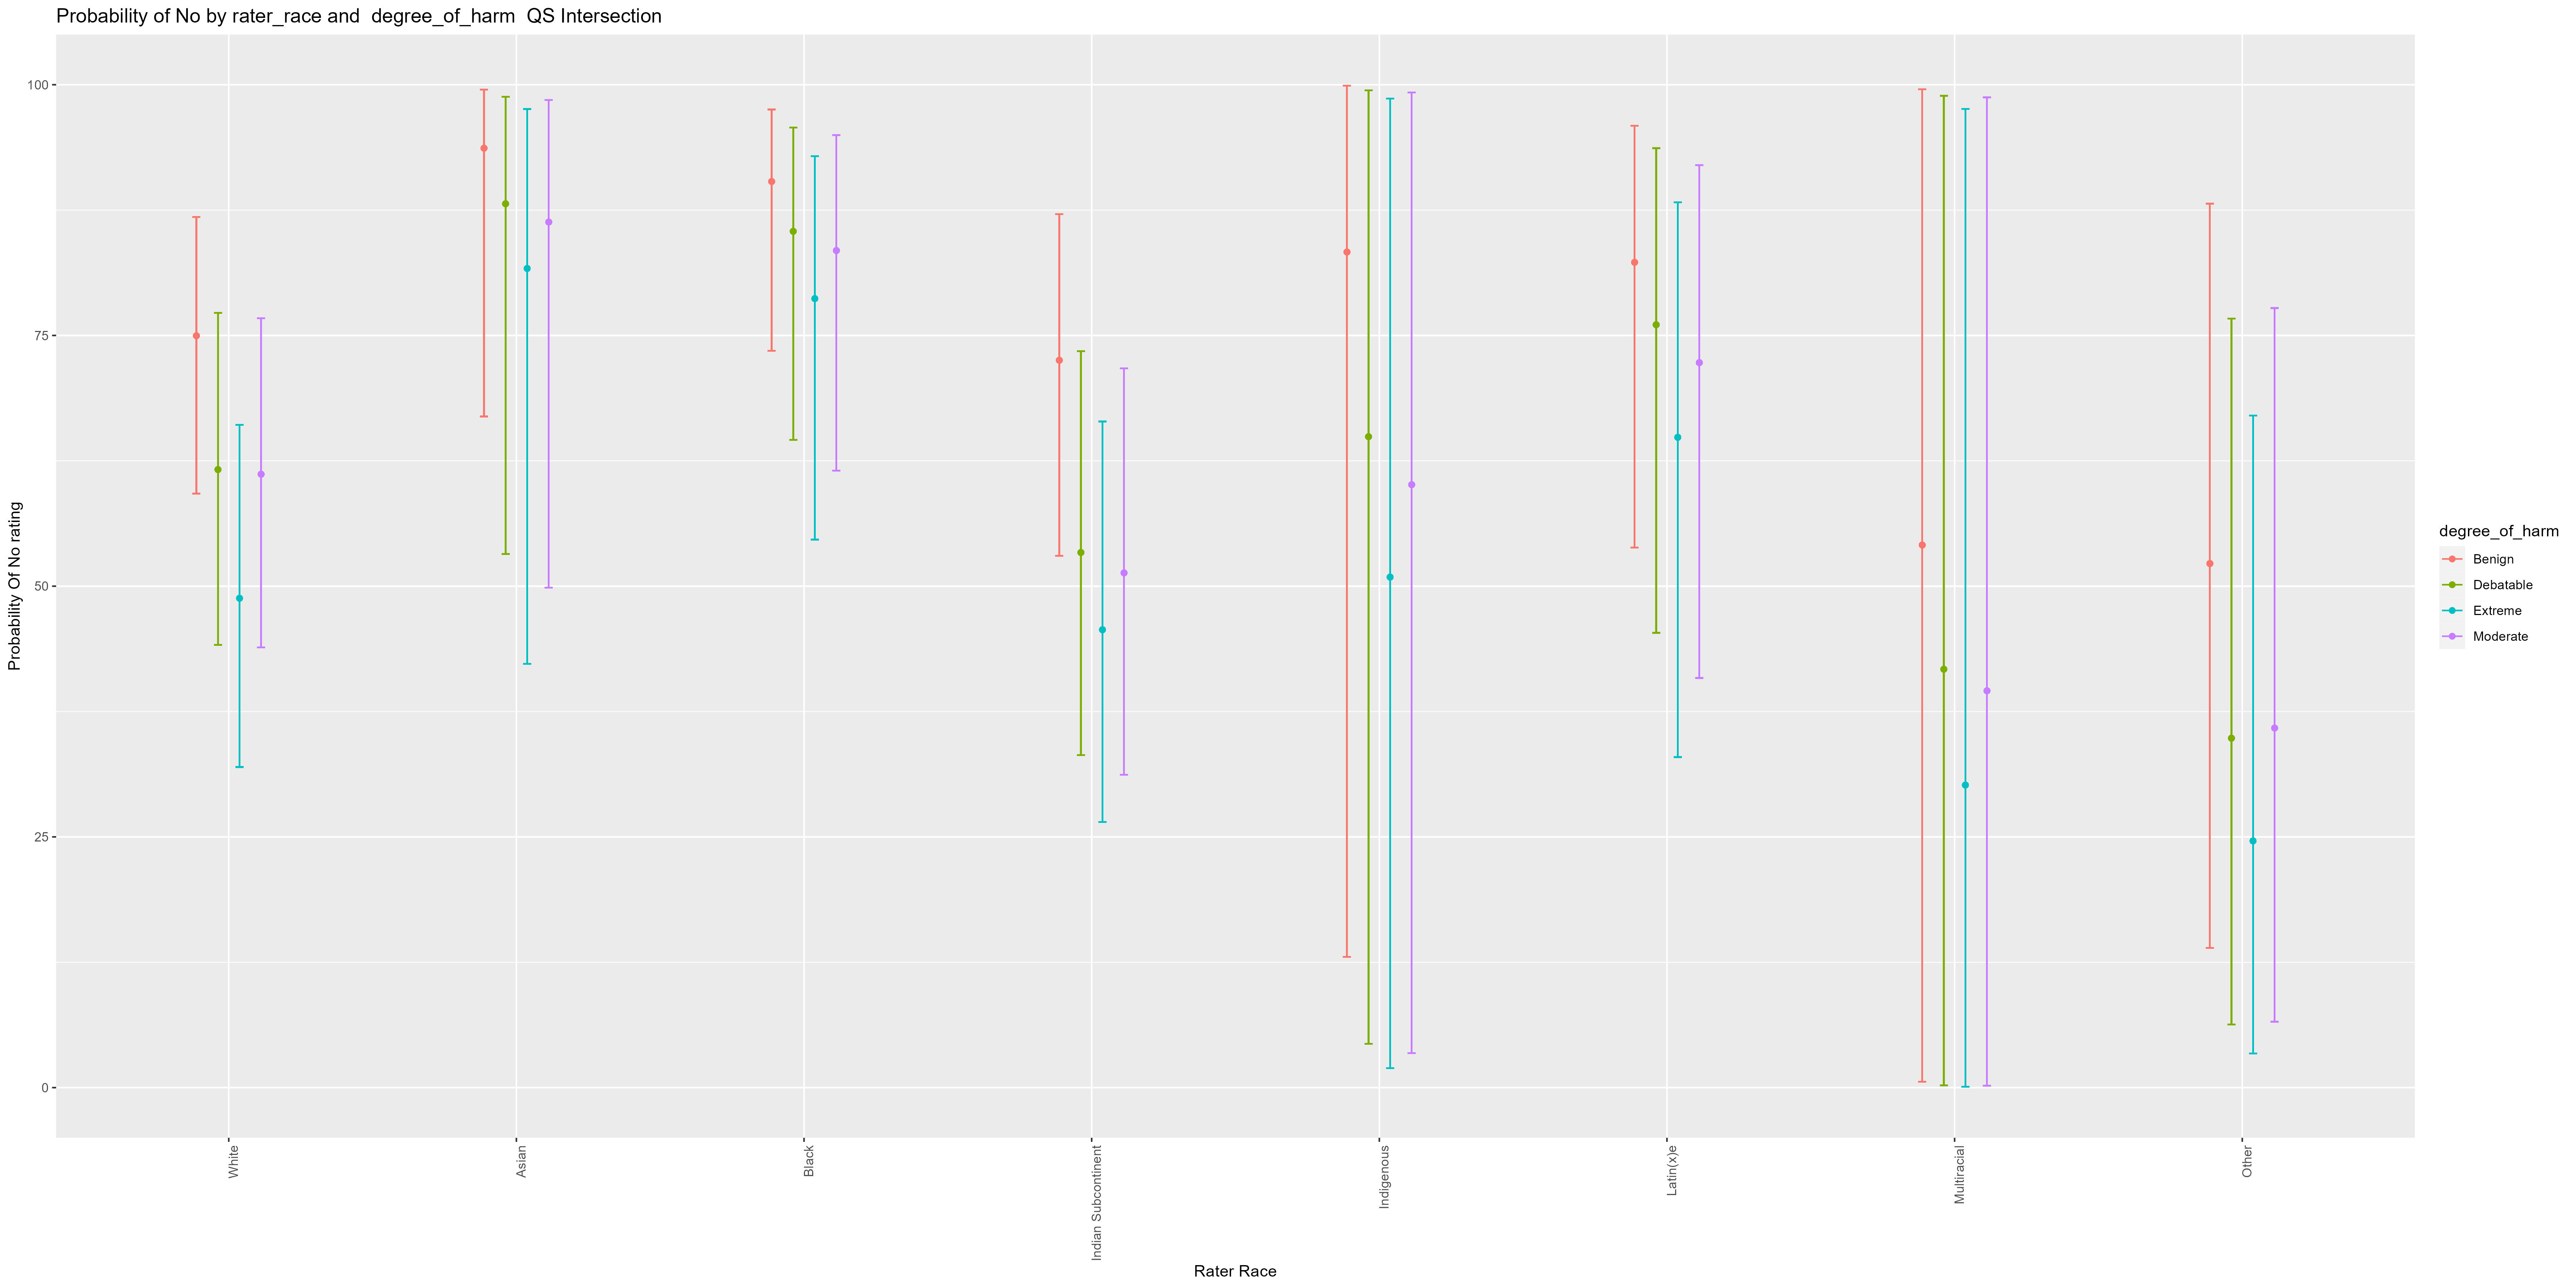 Probability of No by rater_race and  degree_of_harm  QS Intersection
100
75
50
25
0
Probability Of No rating
White
Asian
Black
Indian Subcontinent
Indigenous
Latin(x)e
Multiracial
Other
Rater Race
degree_of_harm
Benign
Debatable
Extreme
Moderate